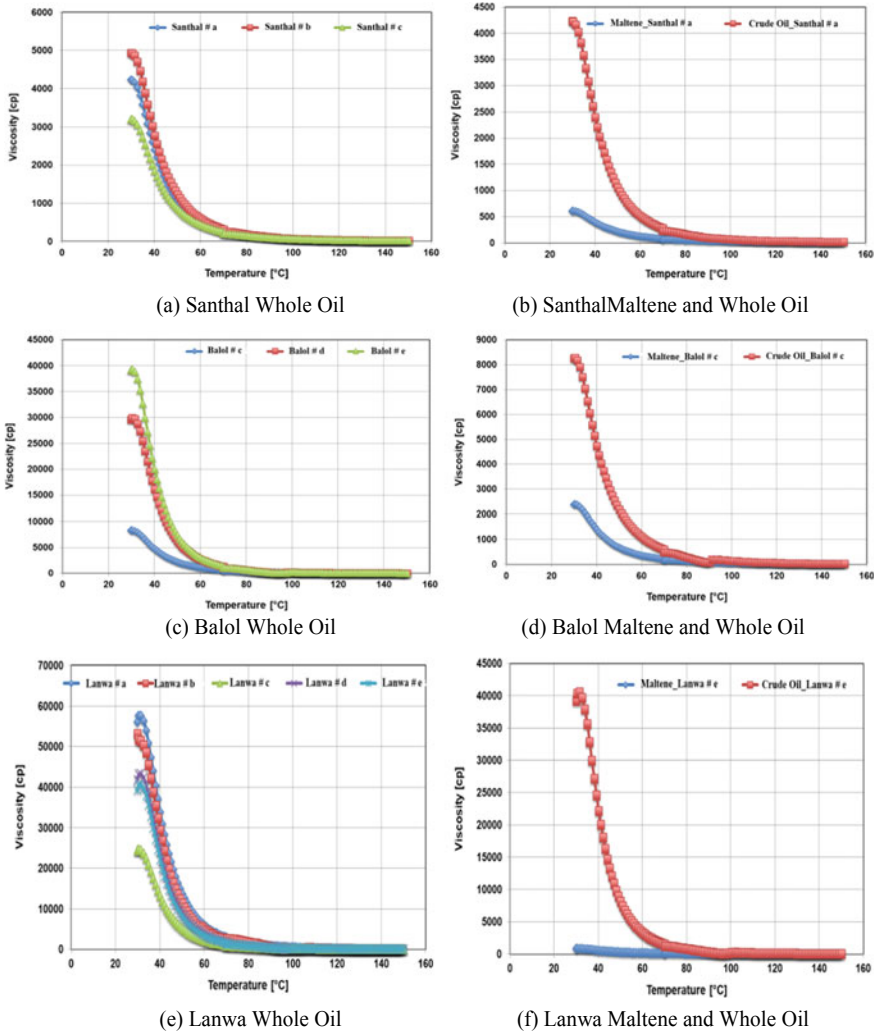 Santhal # a Santhal # b Santhal # c
6000
5000
4000
3000
2000
1000
0
Viscosity [cp]
0 20 40 60 80 100 120 140 160
Temperature [°C]
(a) Santhal Whole Oil
Maltene_Santhal # a Crude Oil_Santhal # a
4500
4000
3500
3000
2500
2000
1500
1000
500
0
Viscosity [cp]
0 20 40 60 80 100 120 140 160
Temperature [°C]
(b) SanthalMaltene and Whole Oil
Balol # c Balol # d Balol # e
45000
40000
35000
30000
25000
20000
15000
10000
5000
0
Viscosity [cp]
0 20 40 60 80 100 120 140 160
Temperature [°C]
(c) Balol Whole Oil
Maltene_Balol # c Crude Oil_Balol # c
9000
8000
7000
6000
5000
4000
3000
2000
1000
0
Viscosity [cp]
0 20 40 60 80 100 120 140 160
Temperature [°C]
(d) Balol Maltene and Whole Oil
Lanwa # a Lanwa # b Lanwa # c Lanwa # d Lanwa # e
70000
60000
50000
40000
30000
20000
10000
0
Viscosity [cp]
0 20 40 60 80 100 120 140 160
Temperature [°C]
(e) Lanwa Whole Oil
Maltene_Lanwa # e Crude Oil_Lanwa # e
45000
40000
35000
30000
25000
20000
15000
10000
5000
0
Viscosity [cp]
0 20 40 60 80 100 120 140 160
Temperature [°C]
(f) Lanwa Maltene and Whole Oil